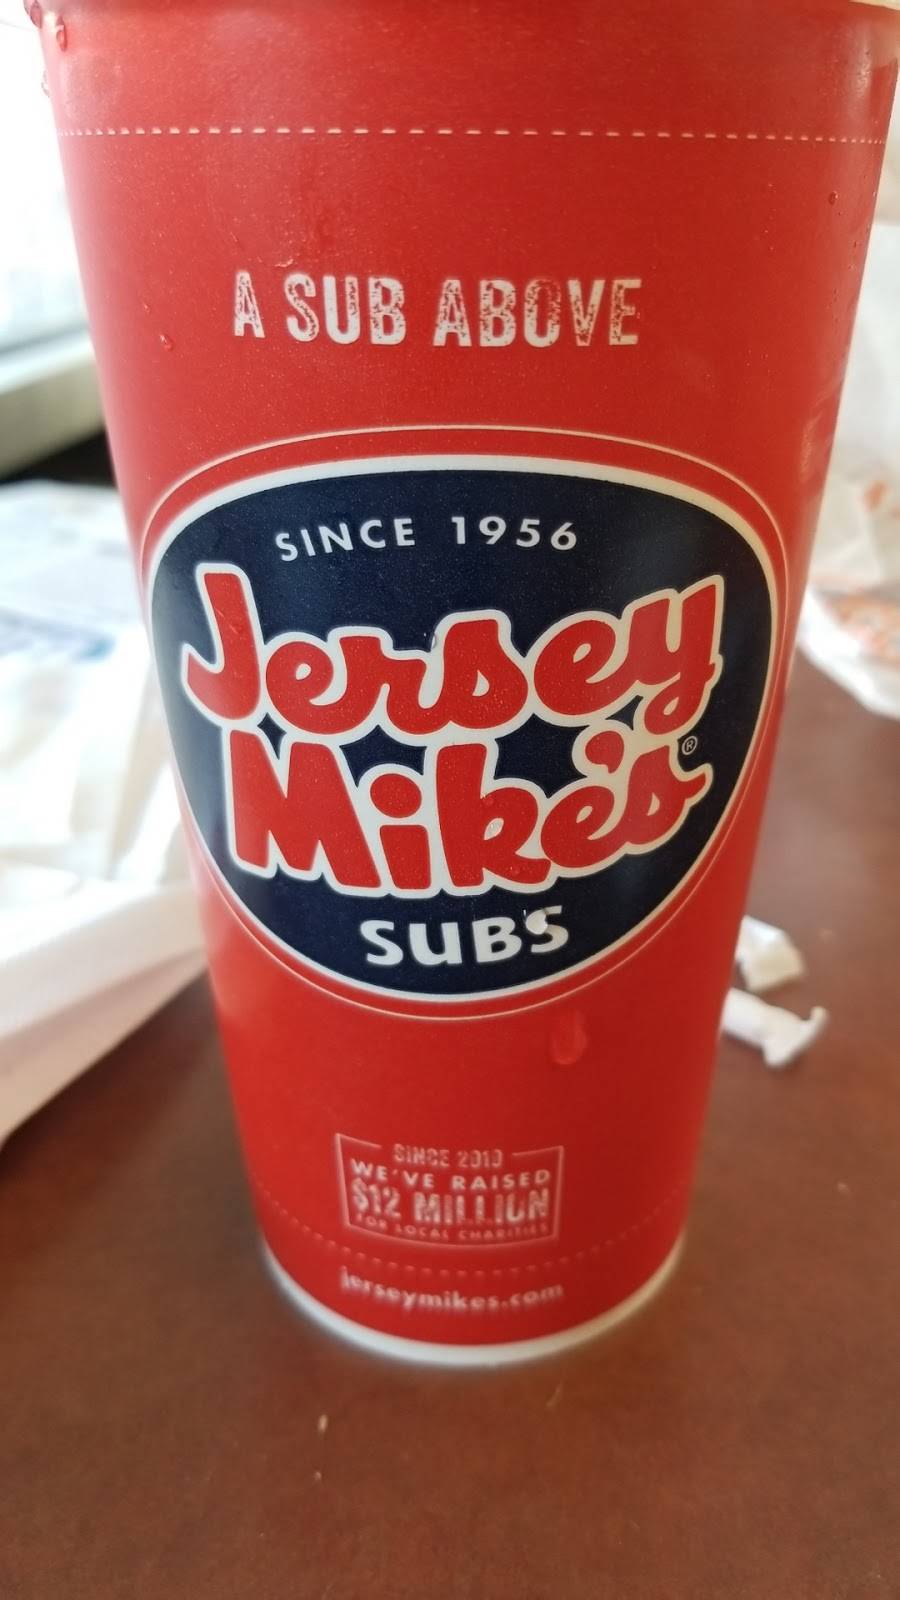 A SUB ABOVE
SINCE 1956
Jersey
Mike's
®
SUBS
SINCE 2010
WE'VE RAISED
$12 MILLION
FOR LOCAL CHARITIES
jerseymikes.com